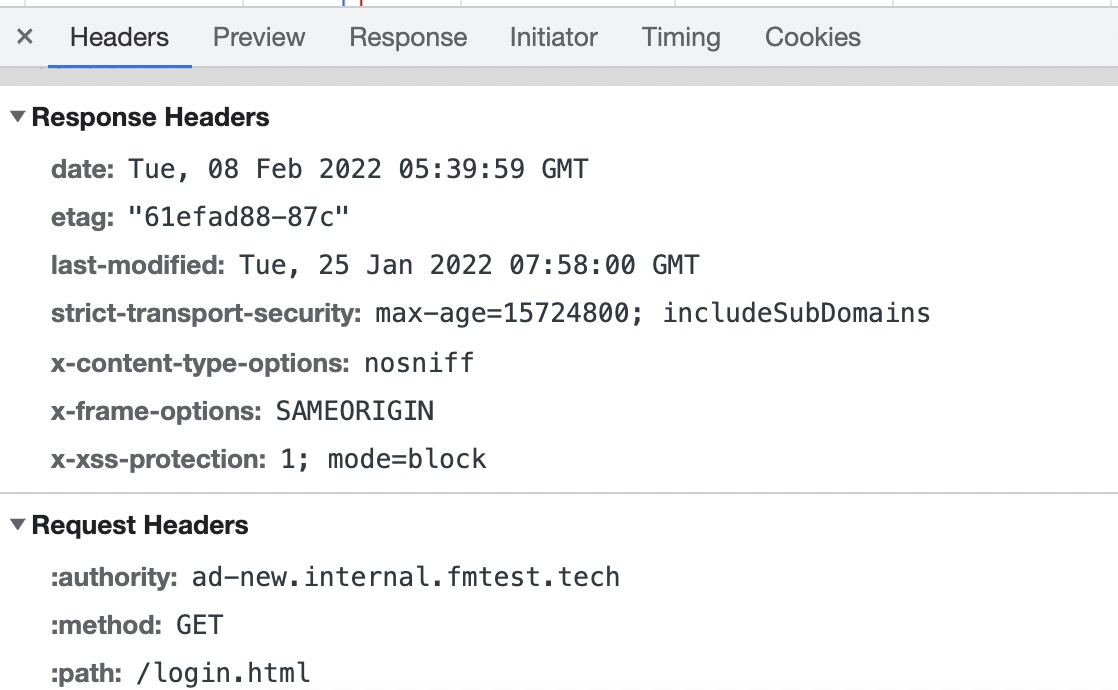 × Headers Preview Response Initiator Timing Cookies
Response Headers
date: Tue, 08 Feb 2022 05:39:59 GMT
etag: "61efad88-87c"
last-modified: Tue, 25 Jan 2022 07:58:00 GMT
strict-transport-security: max-age=15724800; includeSubDomains
x-content-type-options: nosniff
x-frame-options: SAMEORIGIN
x-xss-protection: 1; mode=block
Request Headers
:authority: ad-new.internal.fmtest.tech
:method: GET
:path: /login.html